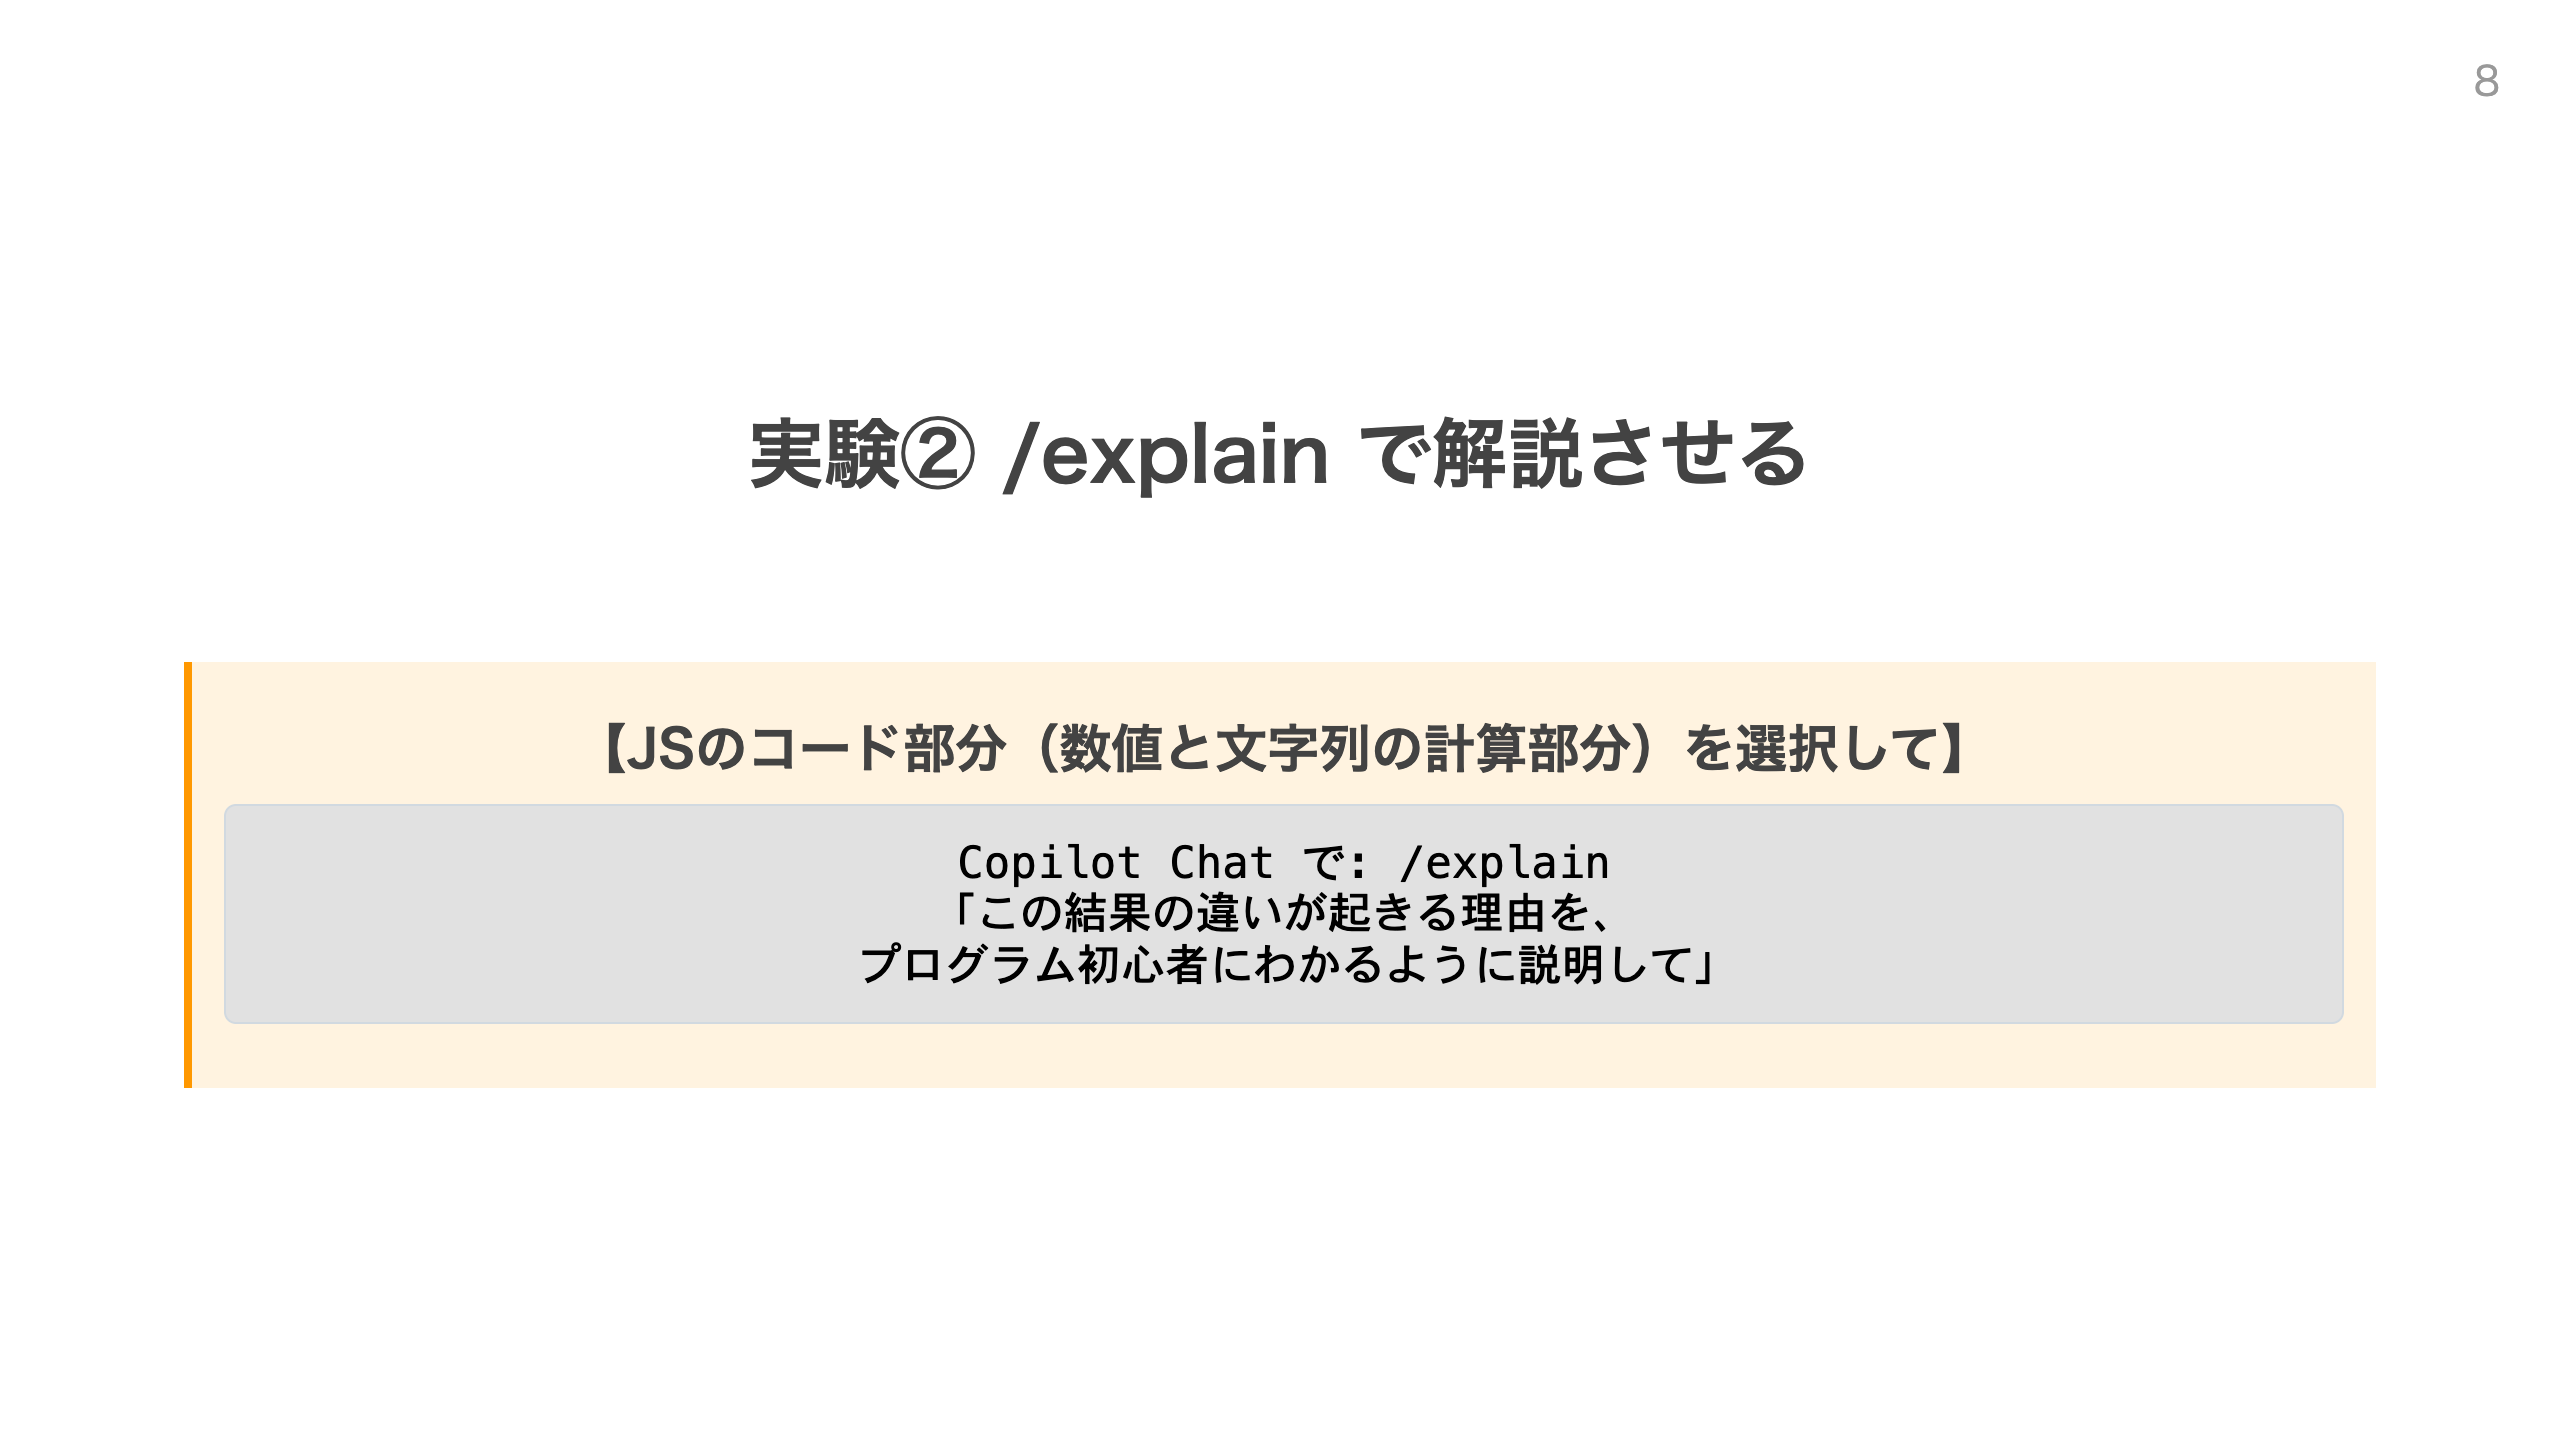 8
実験② /explain で解説させる
【JSのコード部分（数値と文字列の計算部分）を選択して】
Copilot Chat で: /explain
「この結果の違いが起きる理由を、
プログラム初心者にわかるように説明して」